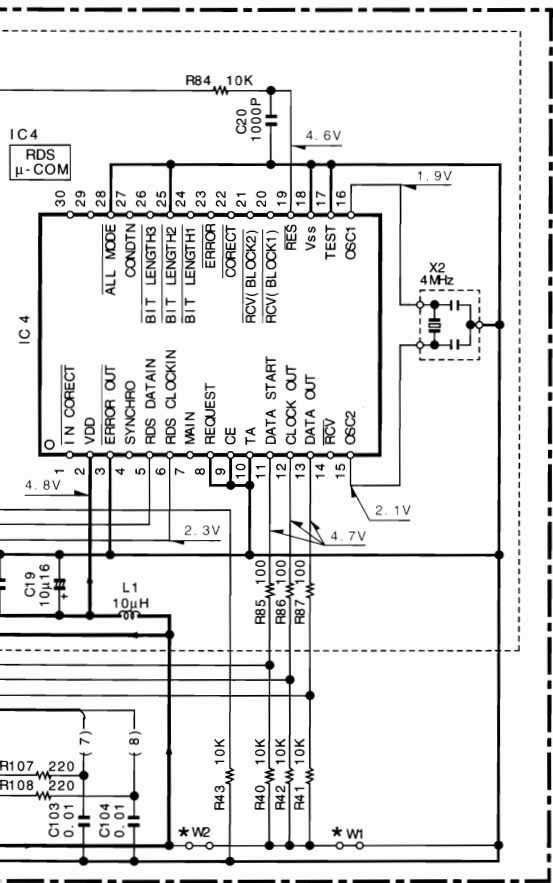 R84 10K
C20
1000P
IC4
4.6V
RDS
μ-COM
1.9V
30 29 28 27 26 25 24 23 22 21 20 19 18 17 16
ALL MODE
CONDTN
BIT LENGTH3
BIT LENGTH2
BIT LENGTH1
ERROR
CORECT
RCV(BLOCK2)
RCV(BLOCK1)
RES
Vss
TEST
OSC1
X2
4MHz
IC4
IN CORECT
VDD
ERROR OUT
SYNCHRO
RDS DATAIN
RDS CLOCKIN
MAIN
REQUEST
CE
TA
DATA START
CLOCK OUT
DATA OUT
RCV
OSC2
1 2 3 4 5 6 7 8 9 10 11 12 13 14 15
4.8V
2.1V
2.3V
4.7V
C19
10μ16
+
L1
10μH
R85 100
R86 100
R87 100
(7)
(8)
R107 220
R108 220
C103
0.01
C104
0.01
R43 10K
R40 10K
R42 10K
R41 10K
*W2
*W1